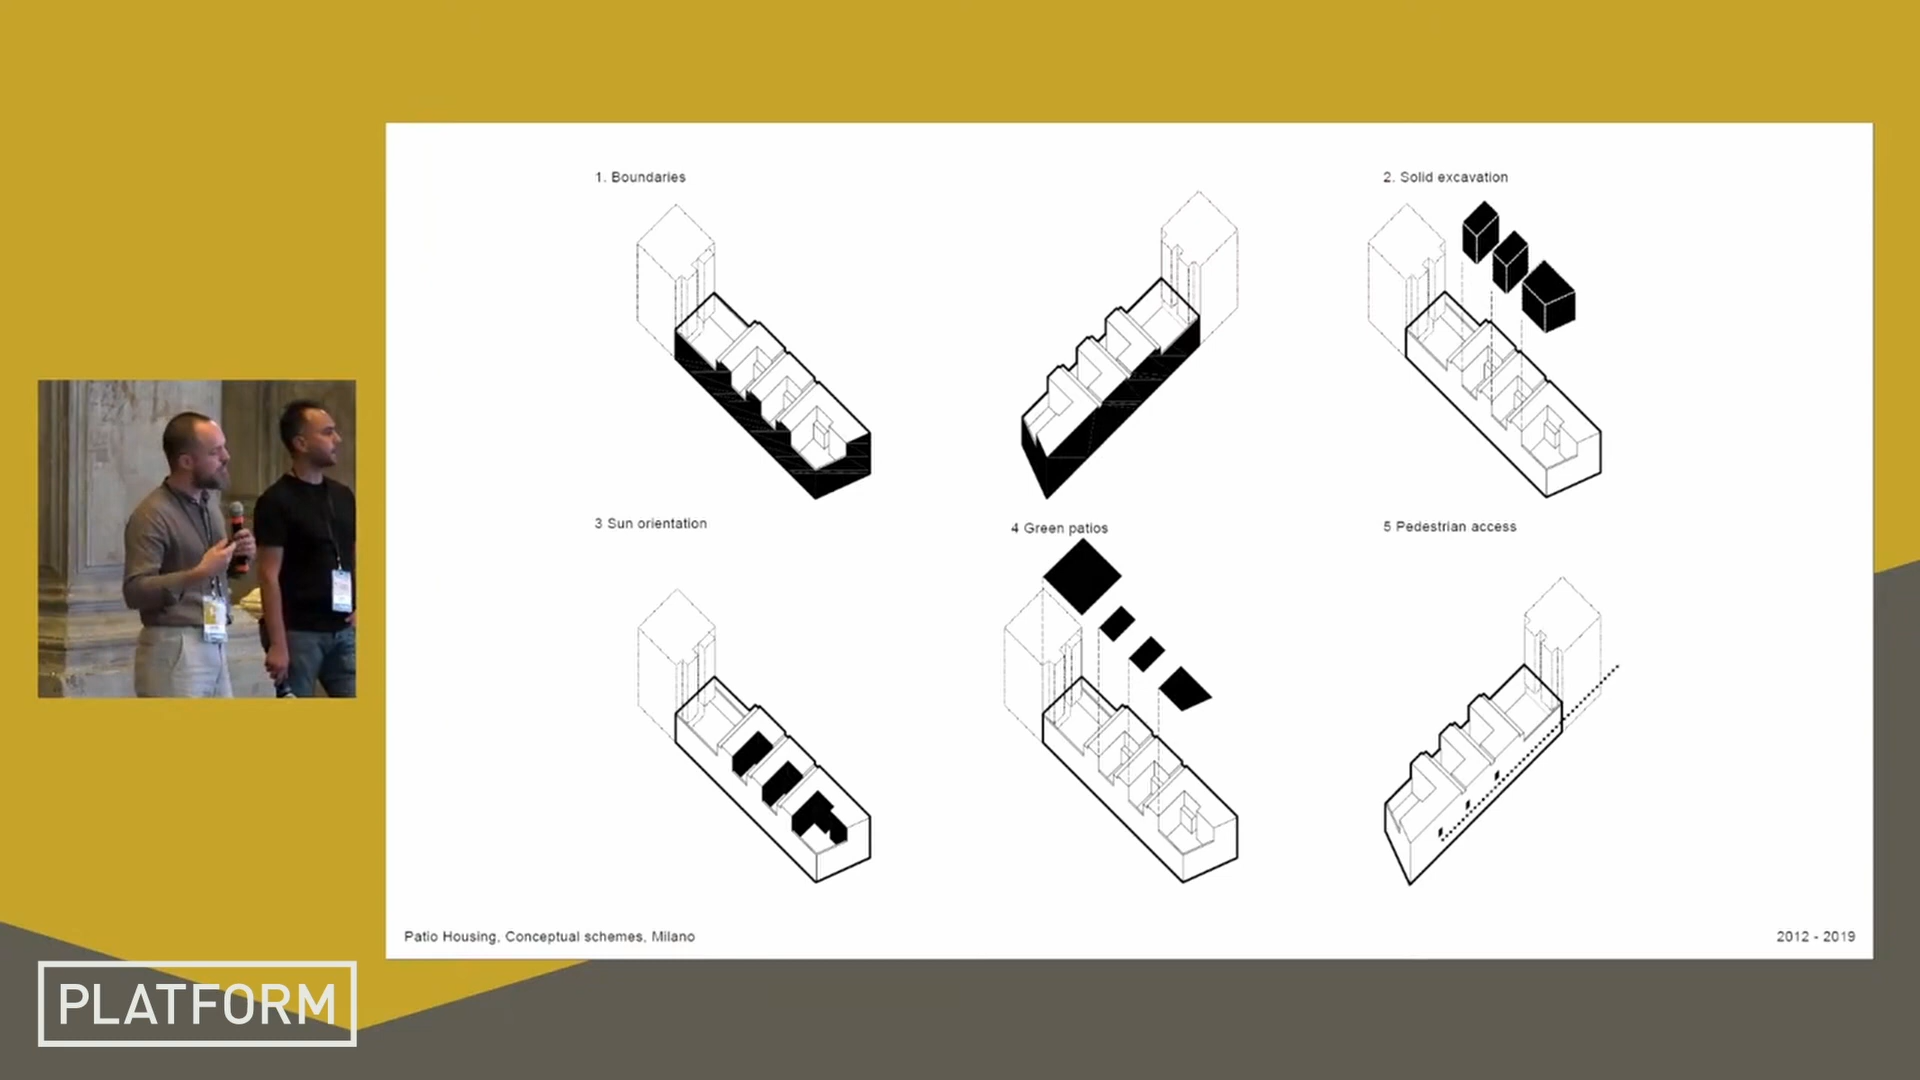 1. Boundaries
2. Solid excavation
3 Sun orientation
4 Green patios
5 Pedestrian access
Patio Housing, Conceptual schemes, Milano
2012 - 2019
PLATFORM